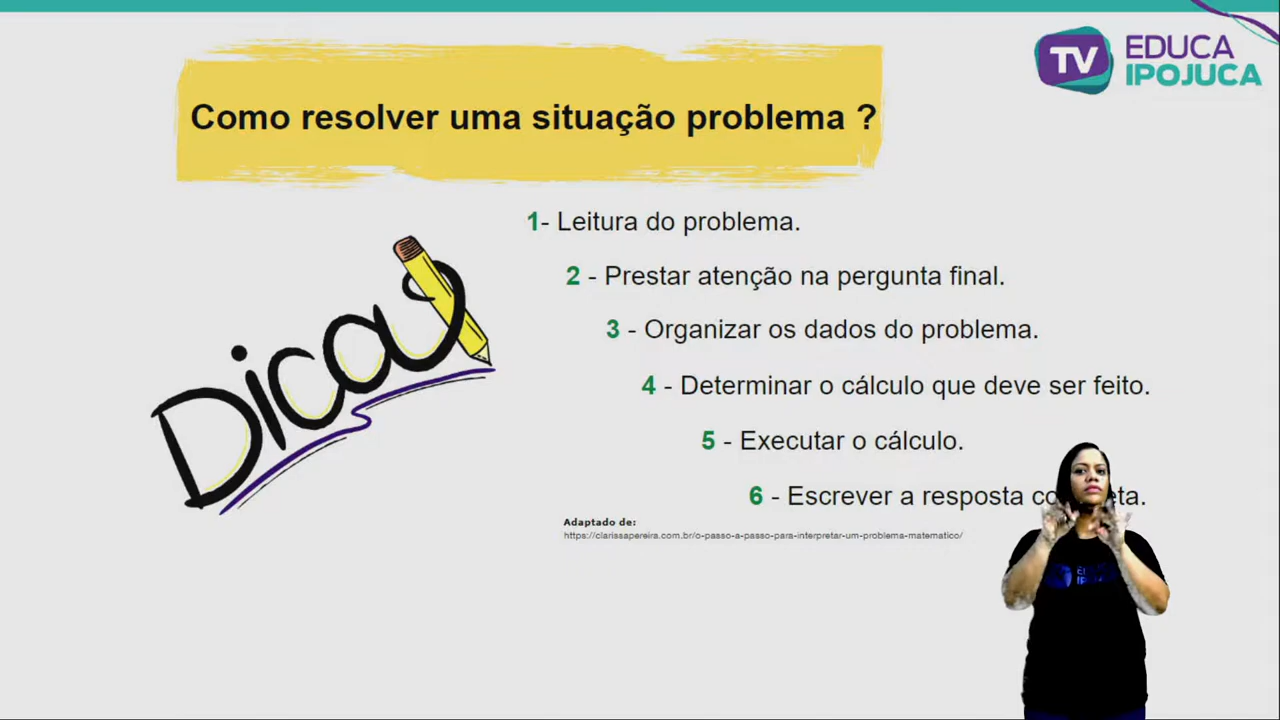 TV EDUCA
IPOJUCA
Como resolver uma situação problema ?
Dicas
1- Leitura do problema.
2 - Prestar atenção na pergunta final.
3 - Organizar os dados do problema.
4 - Determinar o cálculo que deve ser feito.
5 - Executar o cálculo.
6 - Escrever a resposta
Adaptado de:
https://clarissapereira.com.br/o-passo-a-passo-para-interpretar-um-problema-matematico/